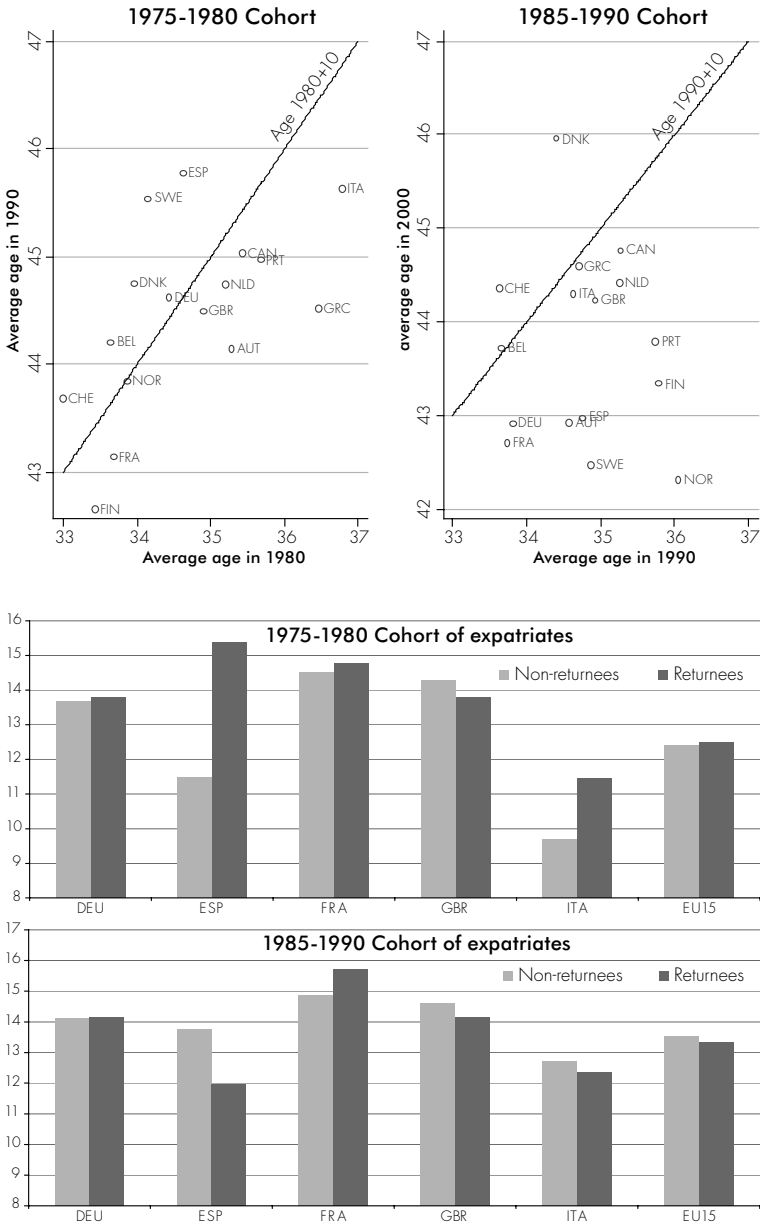 1975-1980 Cohort
47
46
45
44
43
Average age in 1990
Age 1980+10
ESP
SWE
ITA
CAN
PRT
DNK
DEU
NLD
GBR
GRC
BEL
AUT
NOR
CHE
FRA
FIN
33 34 35 36 37
Average age in 1980
1985-1990 Cohort
47
46
45
44
43
42
average age in 2000
Age 1990+10
DNK
CAN
GRC
NLD
CHE
ITA
GBR
BEL
PRT
FIN
DEU
AUT
ESP
FRA
SWE
NOR
33 34 35 36 37
Average age in 1990
1975-1980 Cohort of expatriates
Non-returnees Returnees
16
15
14
13
12
11
10
9
8
DEU ESP FRA GBR ITA EU15
1985-1990 Cohort of expatriates
Non-returnees Returnees
17
16
15
14
13
12
11
10
9
8
DEU ESP FRA GBR ITA EU15